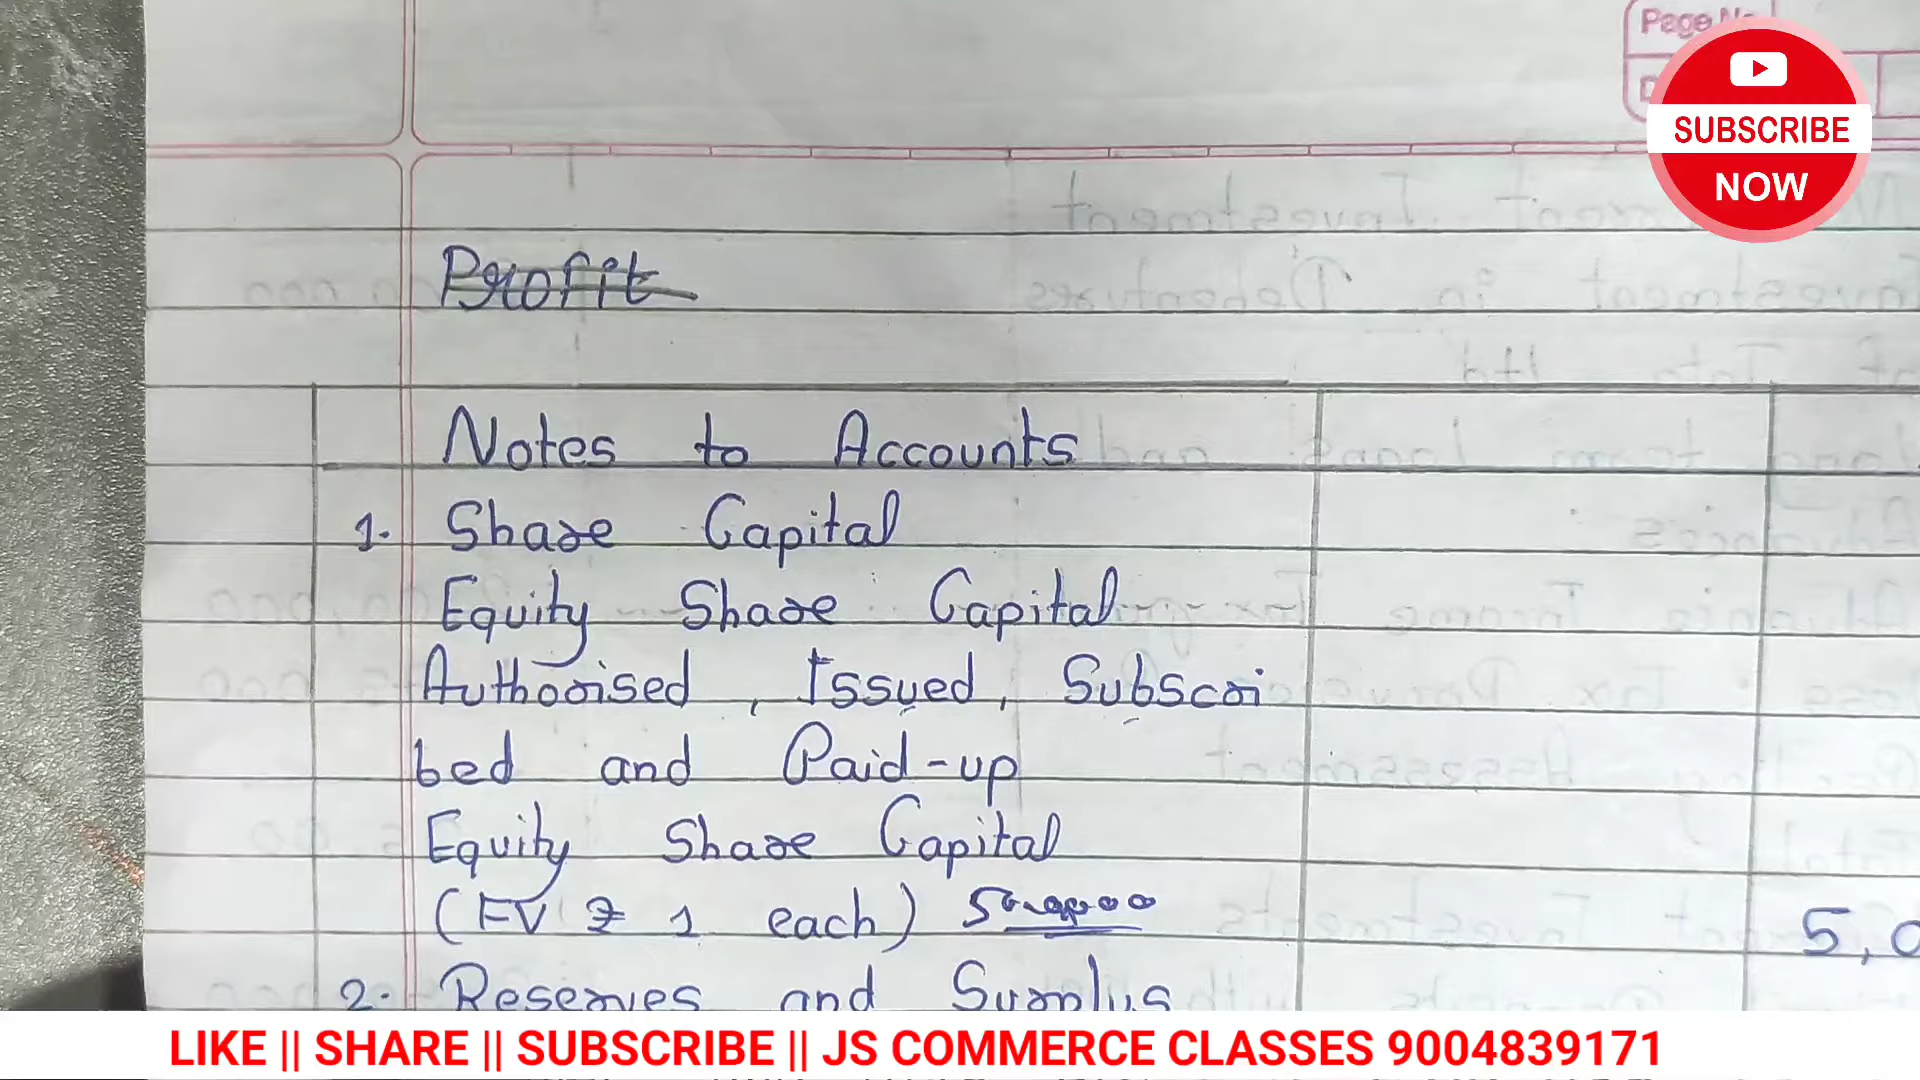 Page No.
SUBSCRIBE
NOW
Profit
Notes to Accounts
1. Share Capital
Equity Share Capital
Authorised, Issued, Subscri
bed and Paid-up
Equity Share Capital
(FV ₹ 1 each)
5,0
2. Reserves and Surplus
LIKE || SHARE || SUBSCRIBE || JS COMMERCE CLASSES 9004839171